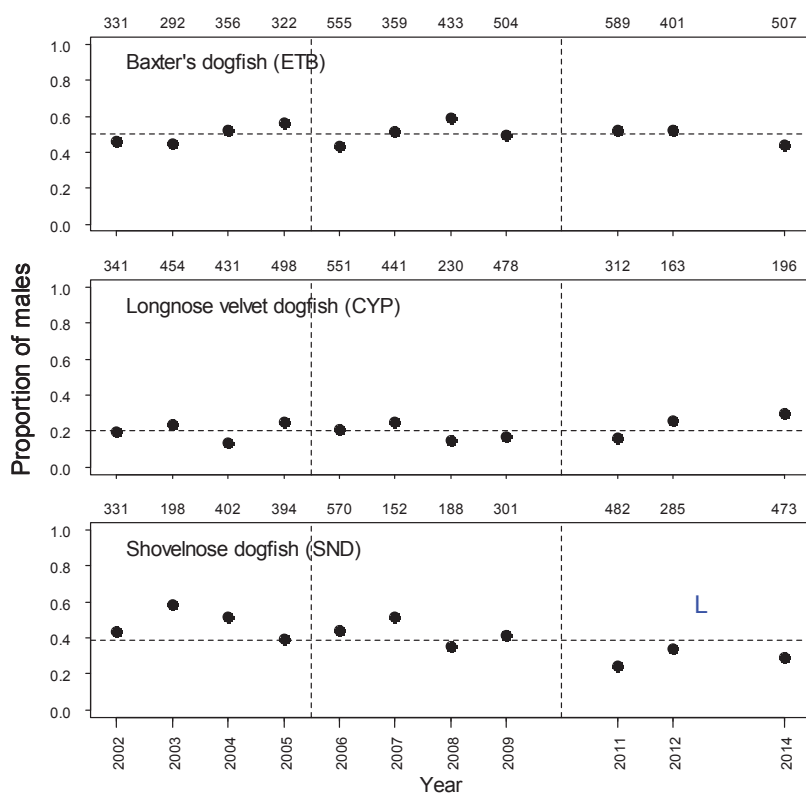 331 292 356 322 555 359 433 504 589 401 507
1.0
Baxter's dogfish (ETB)
0.8
0.6
0.4
0.2
0.0
341 454 431 498 551 441 230 478 312 163 196
1.0
Longnose velvet dogfish (CYP)
0.8
0.6
0.4
0.2
0.0
Proportion of males
331 198 402 394 570 152 188 301 482 285 473
1.0
Shovelnose dogfish (SND)
0.8
0.6
L
0.4
0.2
0.0
2002 2003 2004 2005 2006 2007 2008 2009 2011 2012 2014
Year